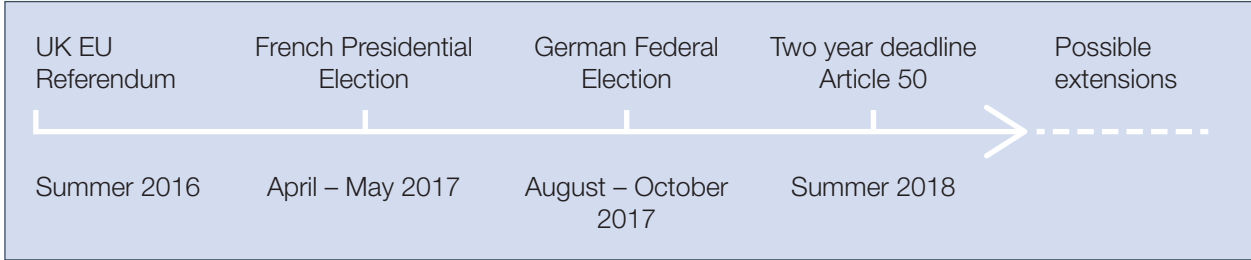 UK EU
Referendum
French Presidential
Election
German Federal
Election
Two year deadline
Article 50
Possible
extensions
Summer 2016
April – May 2017
August – October
2017
Summer 2018